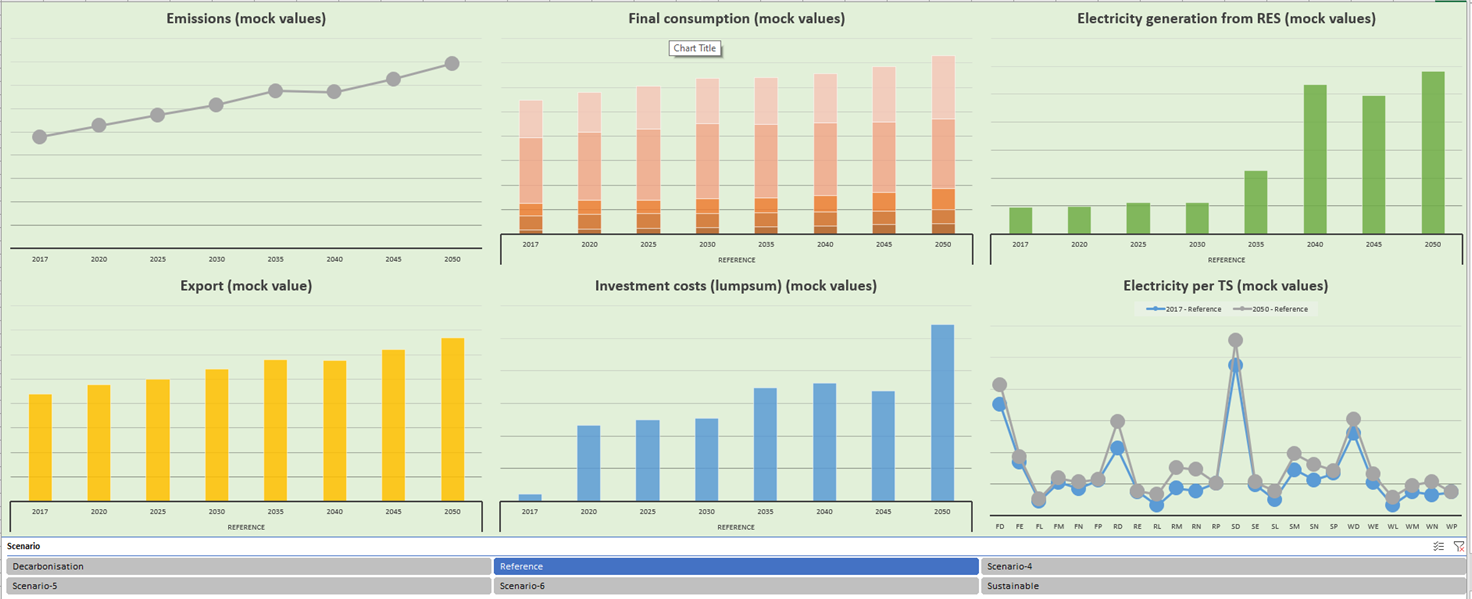 Emissions (mock values)
2017 2020 2025 2030 2035 2040 2045 2050
Final consumption (mock values)
Chart Title
2017 2020 2025 2030 2035 2040 2045 2050
REFERENCE
Electricity generation from RES (mock values)
2017 2020 2025 2030 2035 2040 2045 2050
REFERENCE
Export (mock value)
2017 2020 2025 2030 2035 2040 2045 2050
REFERENCE
Investment costs (lumpsum) (mock values)
2017 2020 2025 2030 2035 2040 2045 2050
REFERENCE
Electricity per TS (mock values)
2017 - Reference 2050 - Reference
FD FE FL FM FN FP RD RE RL RM RN RP SD SE SL SM SN SP WD WE WL WM WN WP
Scenario
Decarbonisation Reference Scenario-4
Scenario-5 Scenario-6 Sustainable